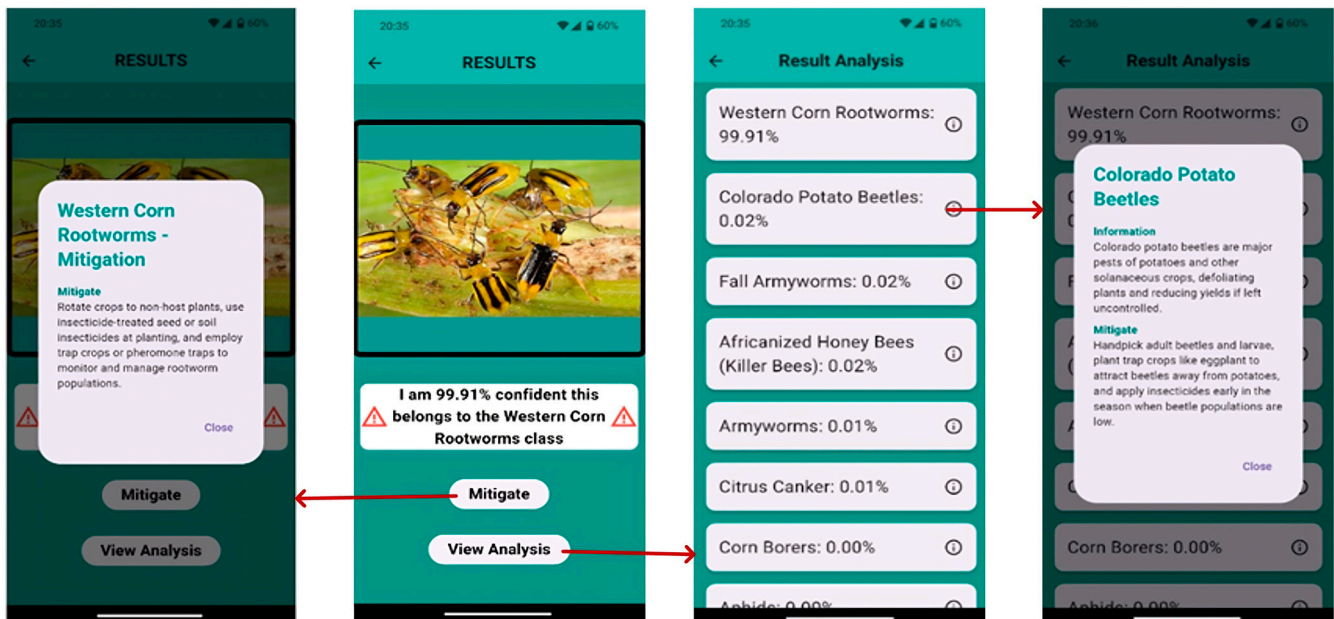 20:35
60%
RESULTS
Western Corn
Rootworms -
Mitigation
Mitigate
Rotate crops to non-host plants, use
insecticide-treated seed or soil
insecticides at planting, and employ
trap crops or pheromone traps to
monitor and manage rootworm
populations.
Close
Mitigate
View Analysis
20:35
60%
RESULTS
I am 99.91% confident this
belongs to the Western Corn
Rootworms class
Mitigate
View Analysis
20:35
60%
Result Analysis
Western Corn Rootworms:
99.91%
Colorado Potato Beetles:
0.02%
Fall Armyworms: 0.02%
Africanized Honey Bees
(Killer Bees): 0.02%
Armyworms: 0.01%
Citrus Canker: 0.01%
Corn Borers: 0.00%
Aphids: 0.00%
20:36
60%
Result Analysis
Western Corn Rootworms:
99.91%
Colorado Potato
Beetles
Information
Colorado potato beetles are major
pests of potatoes and other
solanaceous crops, defoliating
plants and reducing yields if left
uncontrolled.
Mitigate
Handpick adult beetles and larvae,
plant trap crops like eggplant to
attract beetles away from potatoes,
and apply insecticides early in the
season when beetle populations are
low.
Close
Corn Borers: 0.00%
Aphids: 0.00%